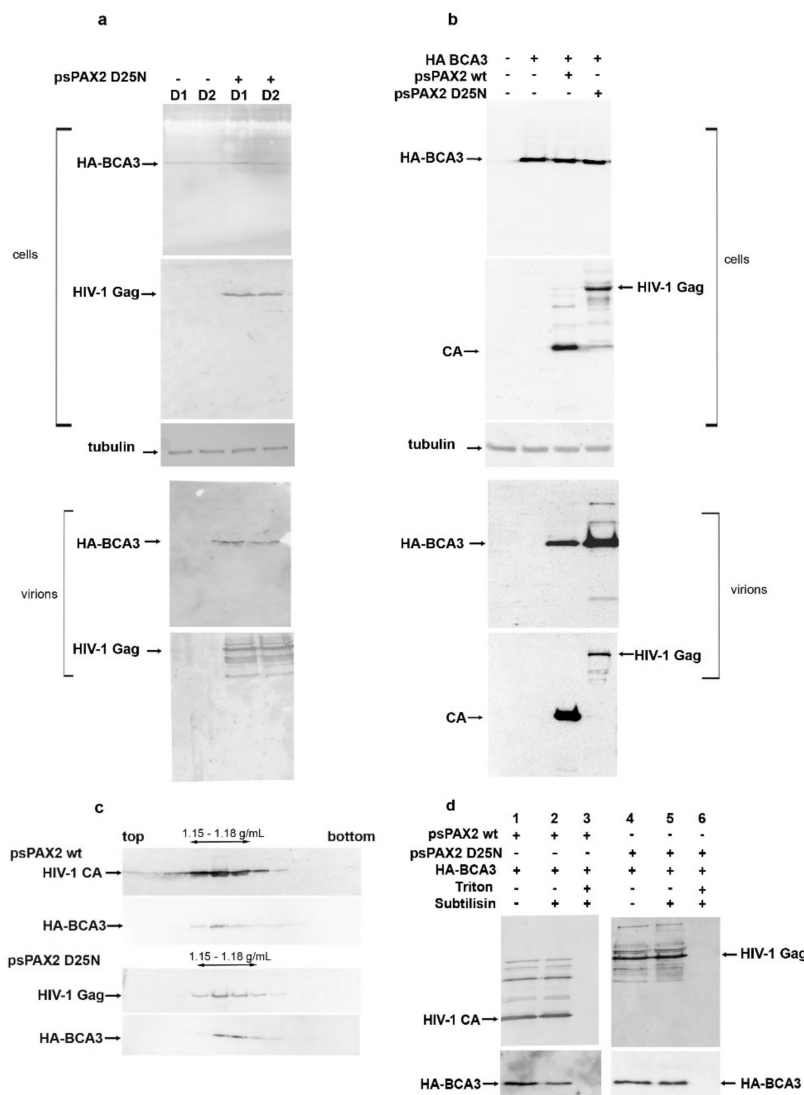 a
psPAX2 D25N - - + +
D1 D2 D1 D2
HA-BCA3
HIV-1 Gag
cells
tubulin
HA-BCA3
virions
HIV-1 Gag
b
HA BCA3 - + + +
psPAX2 wt - - + -
psPAX2 D25N - - - +
HA-BCA3
HIV-1 Gag
CA
cells
tubulin
HA-BCA3
virions
HIV-1 Gag
CA
c
top 1.15 - 1.18 g/mL bottom
psPAX2 wt
HIV-1 CA
HA-BCA3
psPAX2 D25N 1.15 - 1.18 g/mL
HIV-1 Gag
HA-BCA3
d
1 2 3 4 5 6
psPAX2 wt + + + - - -
psPAX2 D25N - - - + + +
HA-BCA3 + + + + + +
Triton - - + - - +
Subtilisin - + + - + +
HIV-1 Gag
HIV-1 CA
HA-BCA3 HA-BCA3